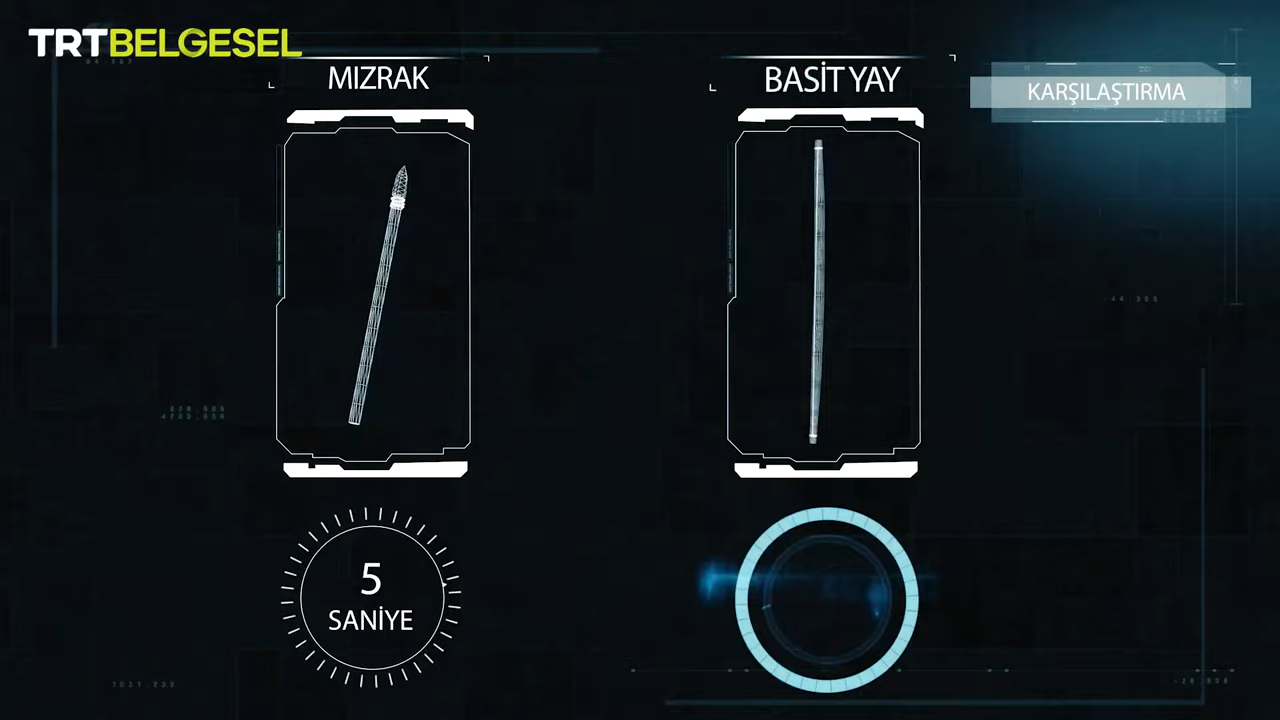 TRTBELGESEL
MIZRAK
BASİT YAY
KARŞILAŞTIRMA
5
SANİYE